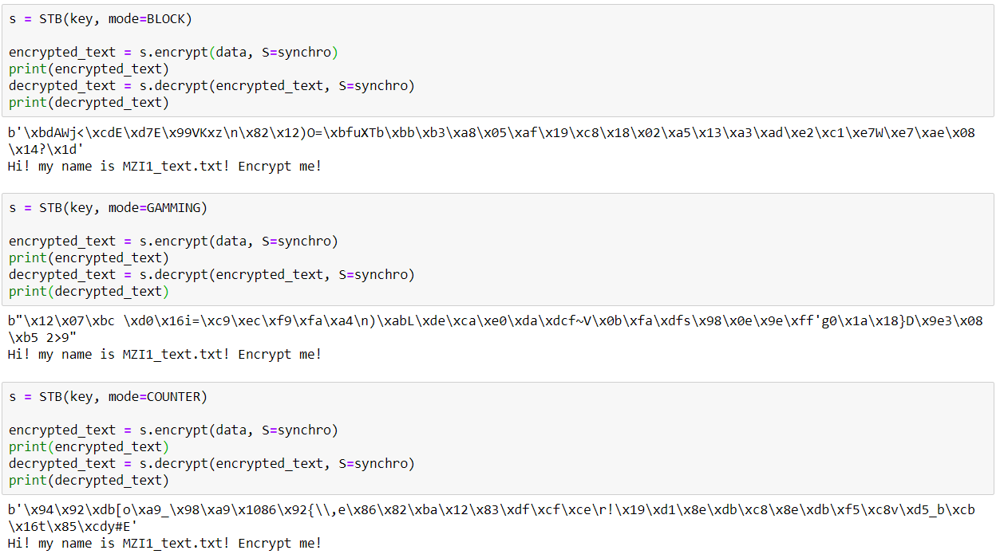 s = STB(key, mode=BLOCK)
encrypted_text = s.encrypt(data, S=synchro)
print(encrypted_text)
decrypted_text = s.decrypt(encrypted_text, S=synchro)
print(decrypted_text)
b'\xbdAWj<\xcdE\xd7E\x99VKxz\n\x82\x12)O=\xbfuXTb\xbb\xb3\xa8\x05\xaf\x19\xc8\x18\x02\xa5\x13\xa3\xad\xe2\xc1\xe7W\xe7\xae\x08
\x14?\x1d'
Hi! my name is MZI1_text.txt! Encrypt me!
s = STB(key, mode=GAMMING)
encrypted_text = s.encrypt(data, S=synchro)
print(encrypted_text)
decrypted_text = s.decrypt(encrypted_text, S=synchro)
print(decrypted_text)
b"\x12\x07\xbc \xd0\x16i=\xc9\xec\xf9\xfa\xa4\n)\xabL\xde\xca\xe0\xda\xdcf~V\x0b\xfa\xdfs\x98\x0e\x9e\xff'g0\x1a\x18}D\x9e3\x08
\xb5 2>9"
Hi! my name is MZI1_text.txt! Encrypt me!
s = STB(key, mode=COUNTER)
encrypted_text = s.encrypt(data, S=synchro)
print(encrypted_text)
decrypted_text = s.decrypt(encrypted_text, S=synchro)
print(decrypted_text)
b'\x94\x92\xdb[o\xa9_\x98\xa9\x1086\x92{\\,e\x86\x82\xba\x12\x83\xdf\xcf\xce\r!\x19\xd1\x8e\xdb\xc8\x8e\xdb\xf5\xc8v\xd5_b\xcb
\x16t\x85\xcdy#E'
Hi! my name is MZI1_text.txt! Encrypt me!